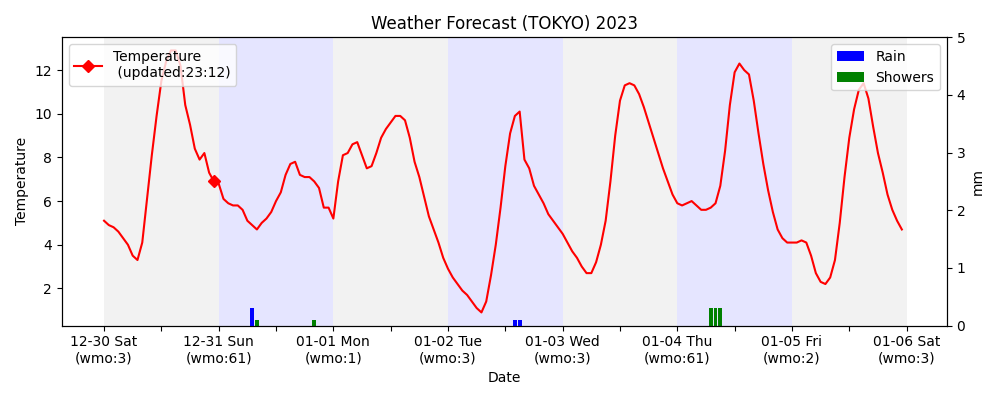 Weather Forecast (TOKYO) 2023
Temperature
(updated:23:12)
Rain
Showers
Temperature
12
10
8
6
4
2
5
4
3
2
1
0
mm
12-30 Sat
(wmo:3)
12-31 Sun
(wmo:61)
01-01 Mon
(wmo:1)
01-02 Tue
(wmo:3)
01-03 Wed
(wmo:3)
01-04 Thu
(wmo:61)
01-05 Fri
(wmo:2)
01-06 Sat
(wmo:3)
Date